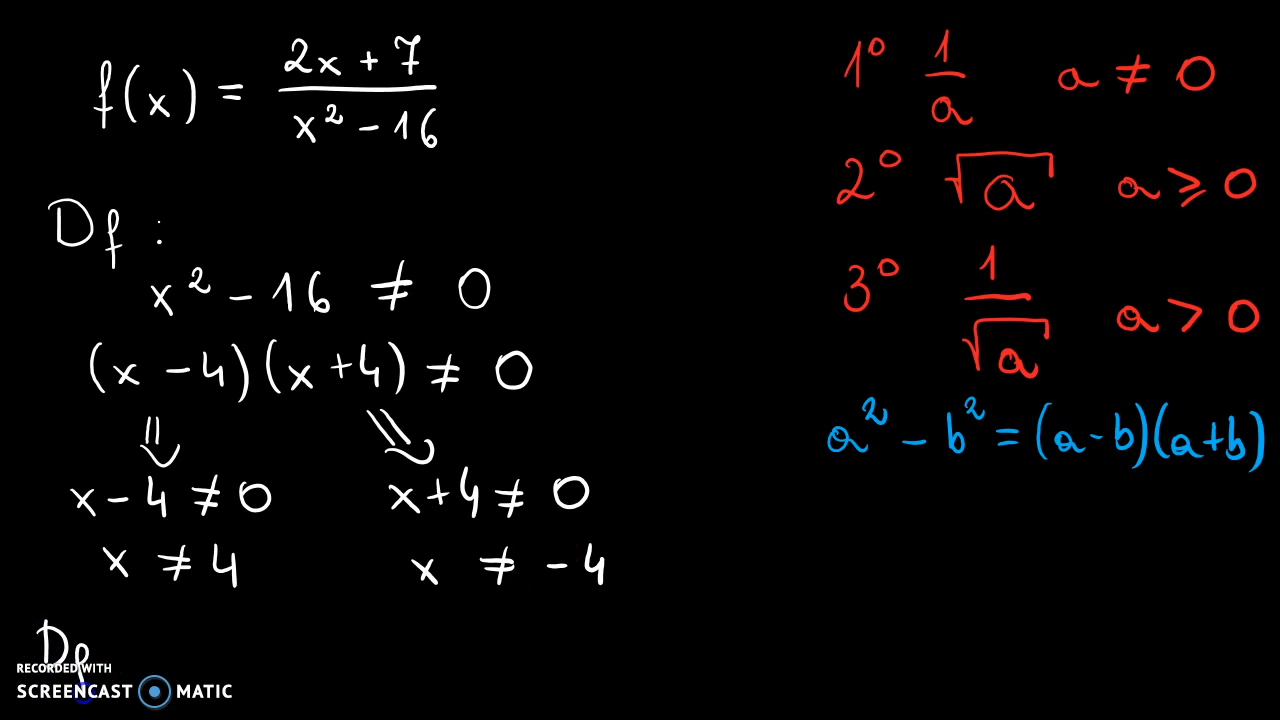 f(x) = (2x + 7)/(x² - 16)
Df :
x² - 16 ≠ 0
(x - 4)(x + 4) ≠ 0
⇓ ⇘
x - 4 ≠ 0 x + 4 ≠ 0
x ≠ 4 x ≠ - 4
Df
1° 1/a a ≠ 0
2° √a a ⩾ 0
3° 1/√a a > 0
a² - b² = (a-b)(a+b)
RECORDED WITH
SCREENCAST MATIC